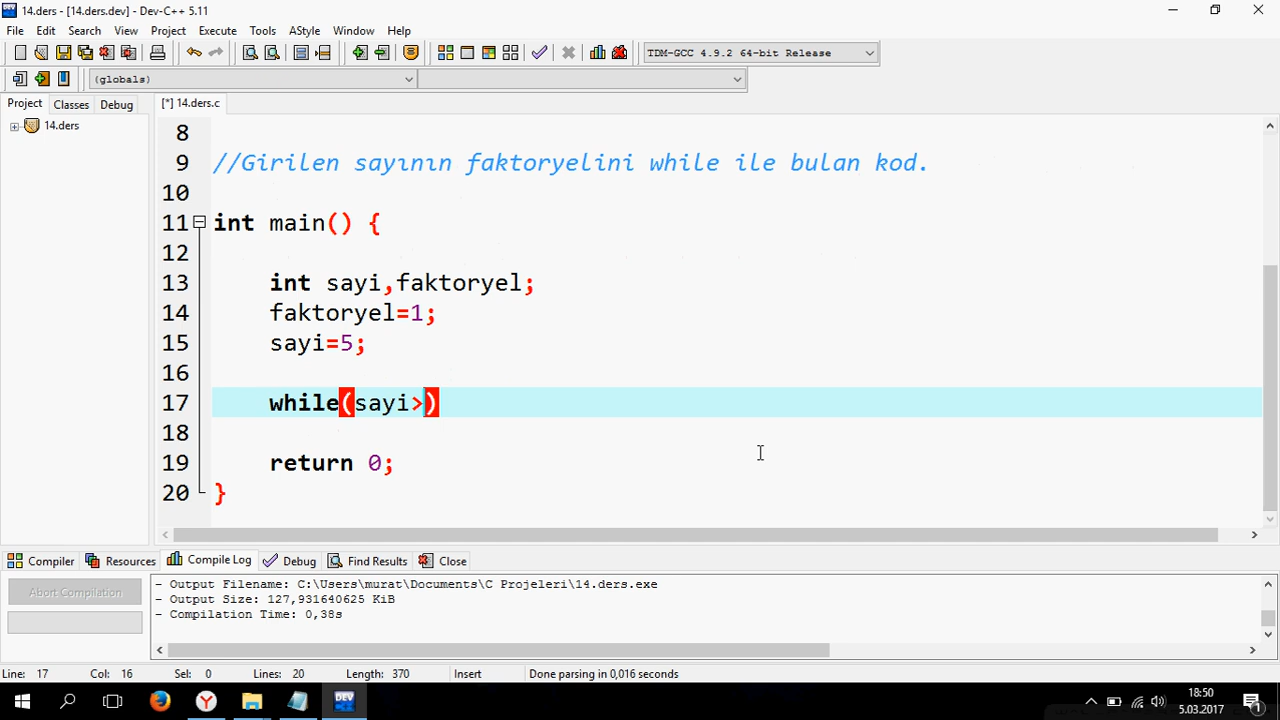 14.ders - [14.ders.dev] - Dev-C++ 5.11
File Edit Search View Project Execute Tools AStyle Window Help
TDM-GCC 4.9.2 64-bit Release
(globals)
Project Classes Debug
[*] 14.ders.c
14.ders
8
9 //Girilen sayının faktoryelini while ile bulan kod.
10
11 int main() {
12
13 int sayi,faktoryel;
14 faktoryel=1;
15 sayi=5;
16
17 while(sayi>)
18
19 return 0;
20 }
Compiler Resources Compile Log Debug Find Results Close
Abort Compilation
- Output Filename: C:\Users\murat\Documents\C Projeleri\14.ders.exe
- Output Size: 127,931640625 KiB
- Compilation Time: 0,38s
Line: 17 Col: 16 Sel: 0 Lines: 20 Length: 370 Insert Done parsing in 0,016 seconds
DEV
18:50
5.03.2017
1